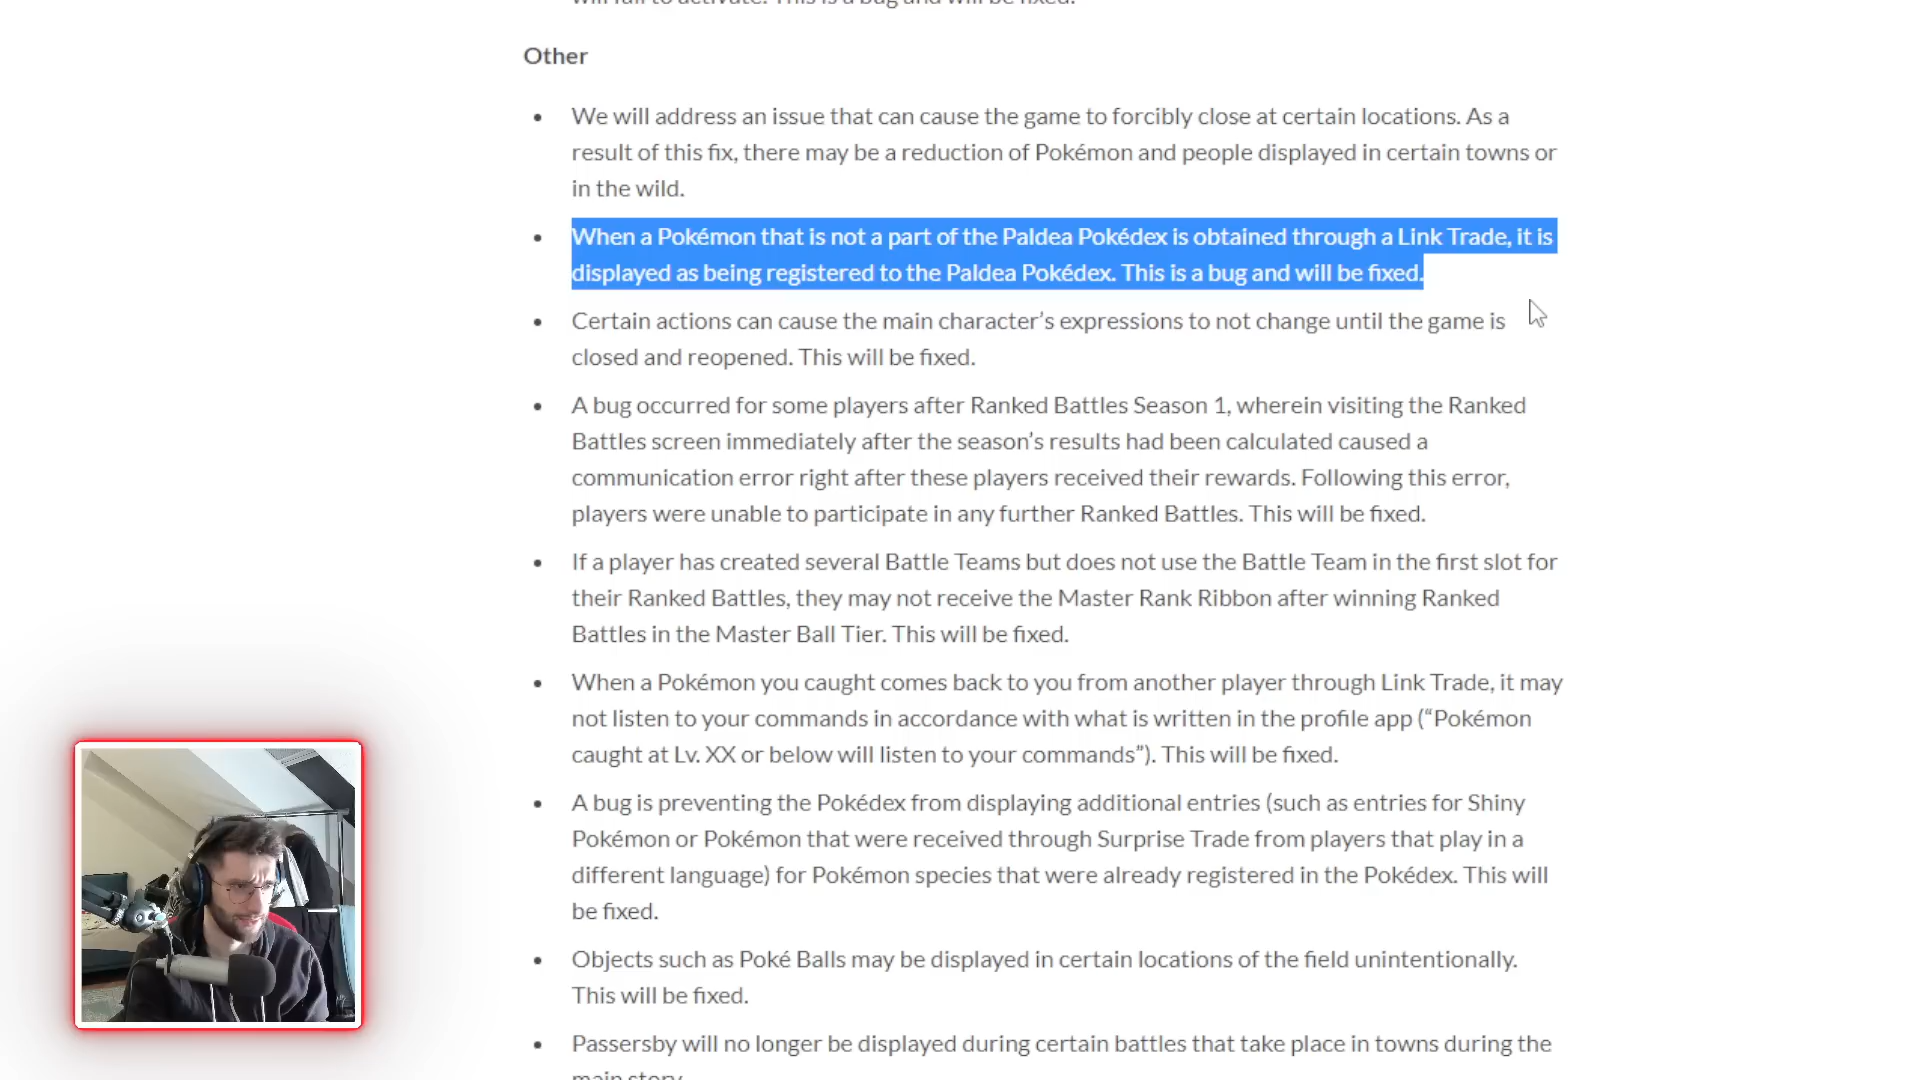 will fail to activate. This is a bug and will be fixed.
Other
We will address an issue that can cause the game to forcibly close at certain locations. As a
result of this fix, there may be a reduction of Pokémon and people displayed in certain towns or
in the wild.
When a Pokémon that is not a part of the Paldea Pokédex is obtained through a Link Trade, it is
displayed as being registered to the Paldea Pokédex. This is a bug and will be fixed.
Certain actions can cause the main character’s expressions to not change until the game is
closed and reopened. This will be fixed.
A bug occurred for some players after Ranked Battles Season 1, wherein visiting the Ranked
Battles screen immediately after the season’s results had been calculated caused a
communication error right after these players received their rewards. Following this error,
players were unable to participate in any further Ranked Battles. This will be fixed.
If a player has created several Battle Teams but does not use the Battle Team in the first slot for
their Ranked Battles, they may not receive the Master Rank Ribbon after winning Ranked
Battles in the Master Ball Tier. This will be fixed.
When a Pokémon you caught comes back to you from another player through Link Trade, it may
not listen to your commands in accordance with what is written in the profile app (“Pokémon
caught at Lv. XX or below will listen to your commands”). This will be fixed.
A bug is preventing the Pokédex from displaying additional entries (such as entries for Shiny
Pokémon or Pokémon that were received through Surprise Trade from players that play in a
different language) for Pokémon species that were already registered in the Pokédex. This will
be fixed.
Objects such as Poké Balls may be displayed in certain locations of the field unintentionally.
This will be fixed.
Passersby will no longer be displayed during certain battles that take place in towns during the
main story.